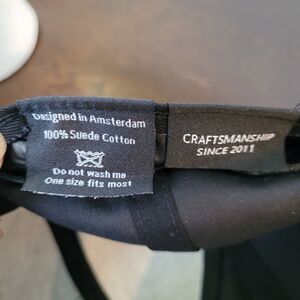 Designed in Amsterdam
100% Suede Cotton
Do not wash me
One size fits most
CRAFTSMANSHIP
SINCE 2011